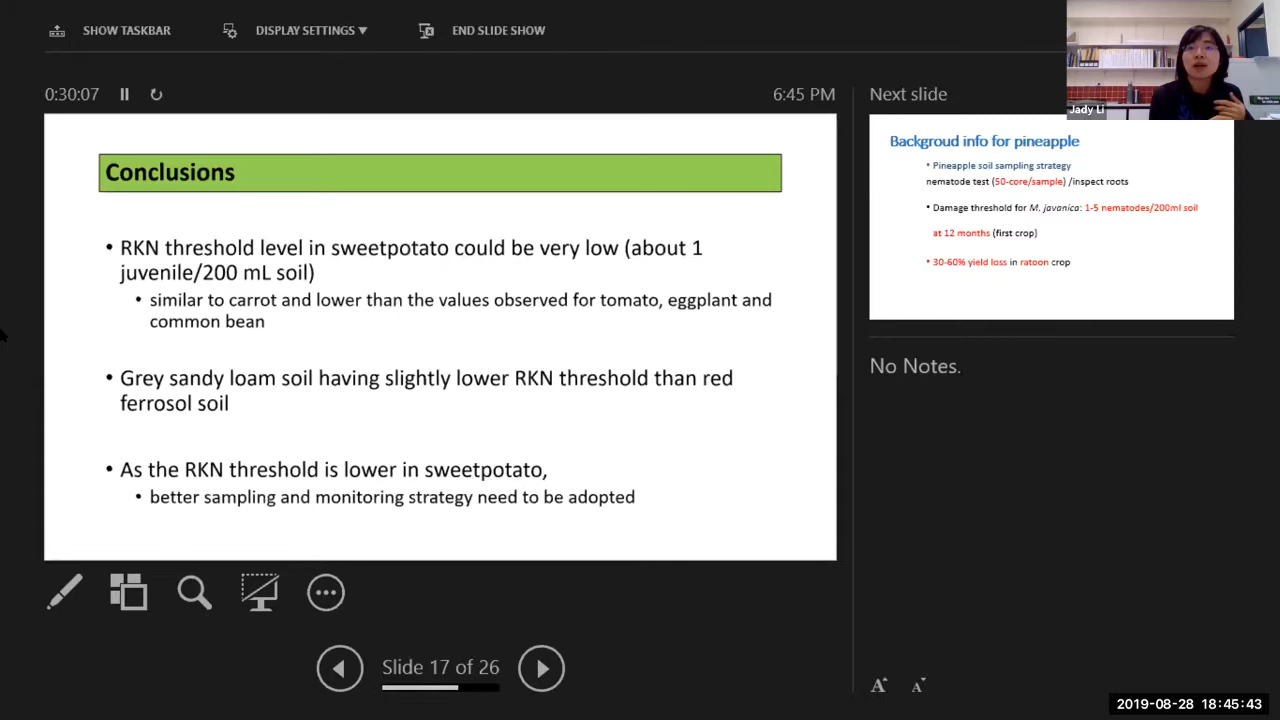 SHOW TASKBAR
DISPLAY SETTINGS ▼
END SLIDE SHOW
0:30:07
6:45 PM
Next slide
Jady Li
Conclusions
• RKN threshold level in sweetpotato could be very low (about 1
juvenile/200 mL soil)
• similar to carrot and lower than the values observed for tomato, eggplant and
common bean
• Grey sandy loam soil having slightly lower RKN threshold than red
ferrosol soil
• As the RKN threshold is lower in sweetpotato,
• better sampling and monitoring strategy need to be adopted
Backgroud info for pineapple
• Pineapple soil sampling strategy
nematode test (50-core/sample) /inspect roots
• Damage threshold for M. javanica: 1-5 nematodes/200ml soil
at 12 months (first crop)
• 30-60% yield loss in ratoon crop
No Notes.
Slide 17 of 26
A A
2019-08-28 18:45:43